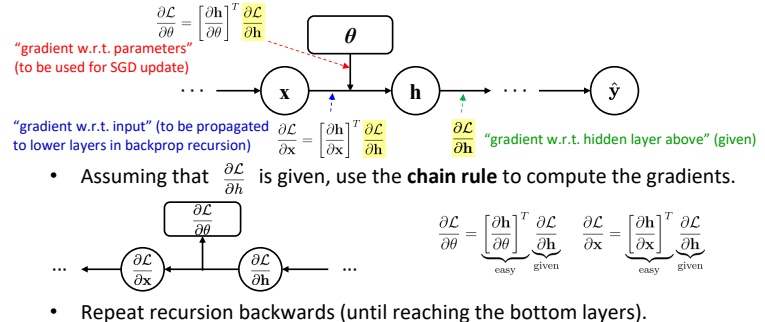 ∂ℒ/∂θ = [∂𝐡/∂θ]^T ∂ℒ/∂𝐡
θ
“gradient w.r.t. parameters”
(to be used for SGD update)
··· x h ··· ŷ
“gradient w.r.t. input” (to be propagated
to lower layers in backprop recursion)
∂ℒ/∂𝐱 = [∂𝐡/∂𝐱]^T ∂ℒ/∂𝐡
∂ℒ/∂𝐡 “gradient w.r.t. hidden layer above” (given)
• Assuming that ∂ℒ/∂h is given, use the chain rule to compute the gradients.
∂ℒ/∂θ
··· ∂ℒ/∂𝐱 ∂ℒ/∂𝐡 ···
∂ℒ/∂θ = [∂𝐡/∂θ]^T ∂ℒ/∂𝐡 ∂ℒ/∂𝐱 = [∂𝐡/∂𝐱]^T ∂ℒ/∂𝐡
easy given easy given
• Repeat recursion backwards (until reaching the bottom layers).